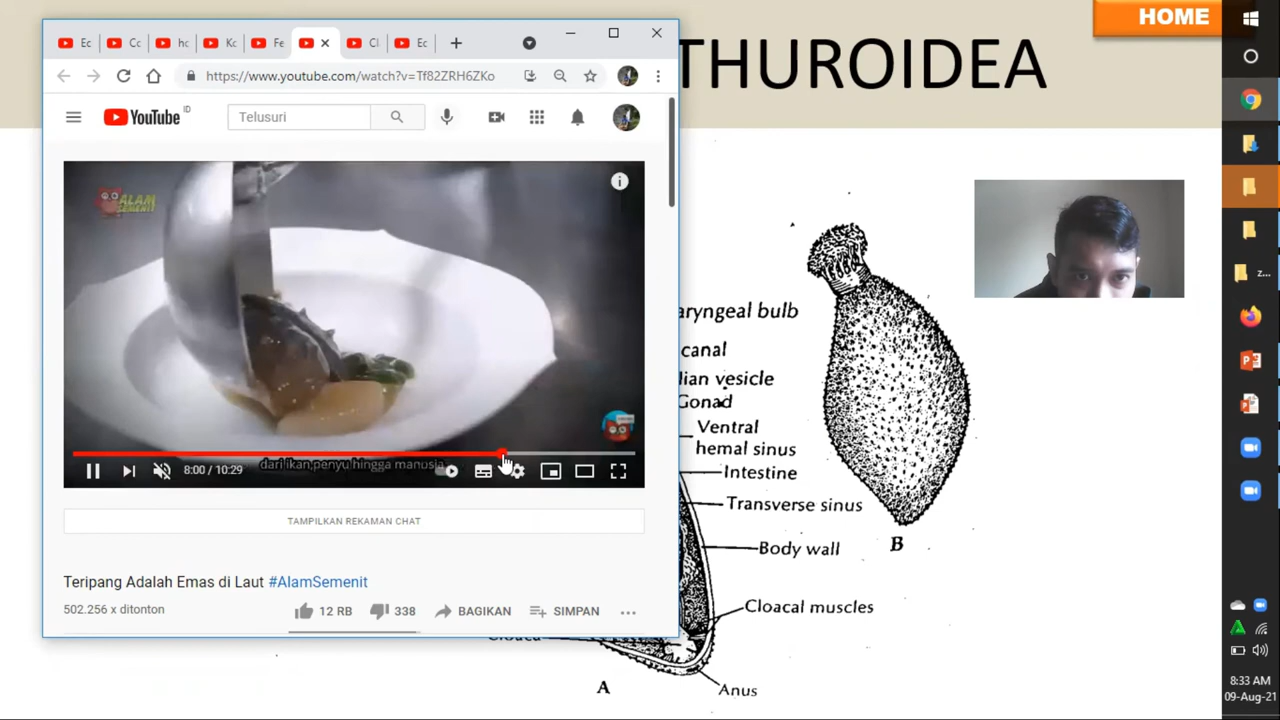 HOME
THUROIDEA
Ec
Cc
hc
Kc
Fe
Cl
Ec
https://www.youtube.com/watch?v=Tf82ZRH6ZKo
YouTube ID
Telusuri
ALAM
SEMENIT
dari ikan,penyu hingga manusia
8:00 / 10:29
TAMPILKAN REKAMAN CHAT
Teripang Adalah Emas di Laut #AlamSemenit
502.256 x ditonton
12 RB
338
BAGIKAN
SIMPAN
aryngeal bulb
canal
lian vesicle
Gonad
Ventral
hemal sinus
Intestine
Transverse sinus
Body wall
Cloacal muscles
Cloaca
Anus
A
B
z...
8:33 AM
09-Aug-21